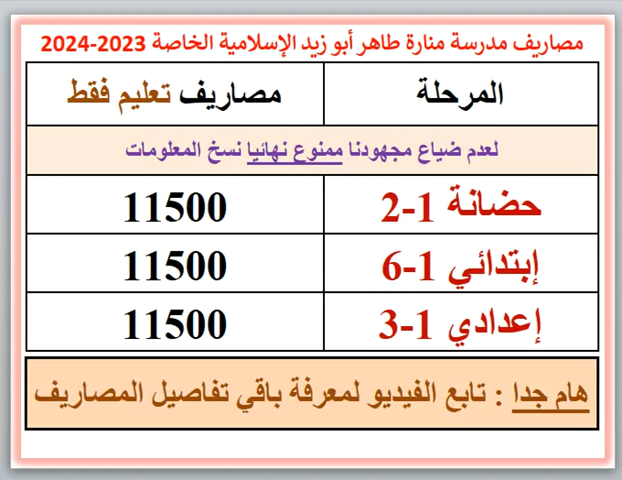 مصاريف مدرسة منارة طاهر أبو زيد الإسلامية الخاصة 2023-2024
المرحلة مصاريف تعليم فقط
لعدم ضياع مجهودنا ممنوع نهائيا نسخ المعلومات
حضانة 1-2 11500
إبتدائي 1-6 11500
إعدادي 1-3 11500
هام جدا : تابع الفيديو لمعرفة باقي تفاصيل المصاريف